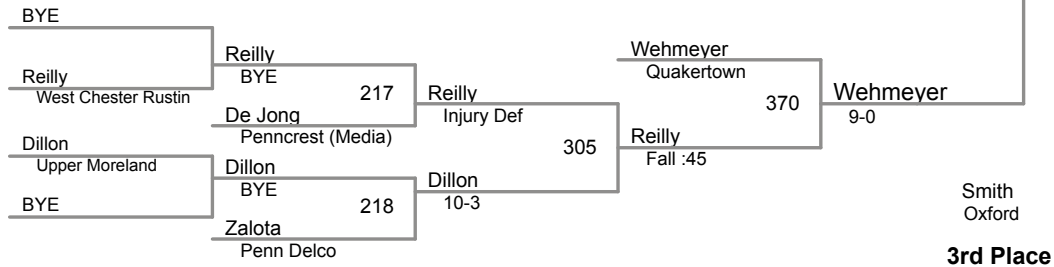 BYE
Reilly
West Chester Rustin
Dillon
Upper Moreland
BYE
Reilly
BYE
217
De Jong
Penncrest (Media)
Dillon
BYE
218
Zalota
Penn Delco
Reilly
Injury Def
305
Dillon
10-3
Wehmeyer
Quakertown
370
Reilly
Fall :45
Wehmeyer
9-0
Smith
Oxford
3rd Place